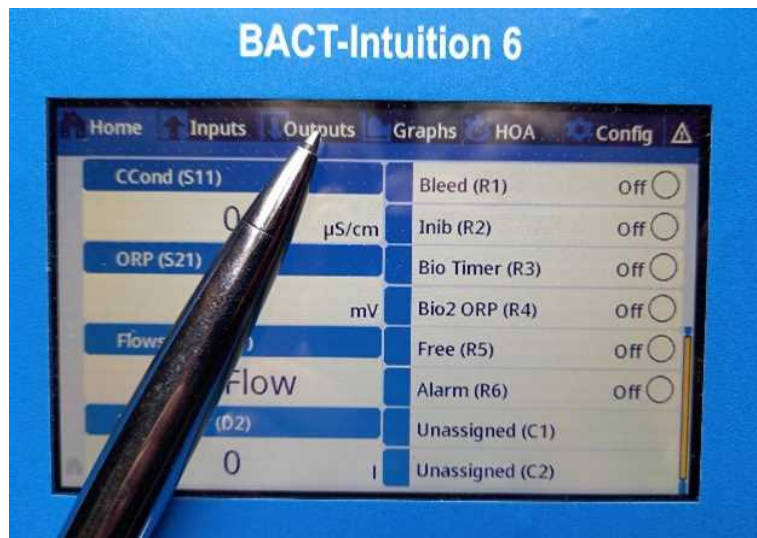 BACT-Intuition 6
Home Inputs Outputs Graphs HOA Config
CCond (S11)
0 µS/cm
ORP (S21)
mV
Flows
Flow
(D2)
0 l
Bleed (R1) Off
Inib (R2) Off
Bio Timer (R3) Off
Bio2 ORP (R4) Off
Free (R5) Off
Alarm (R6) Off
Unassigned (C1)
Unassigned (C2)